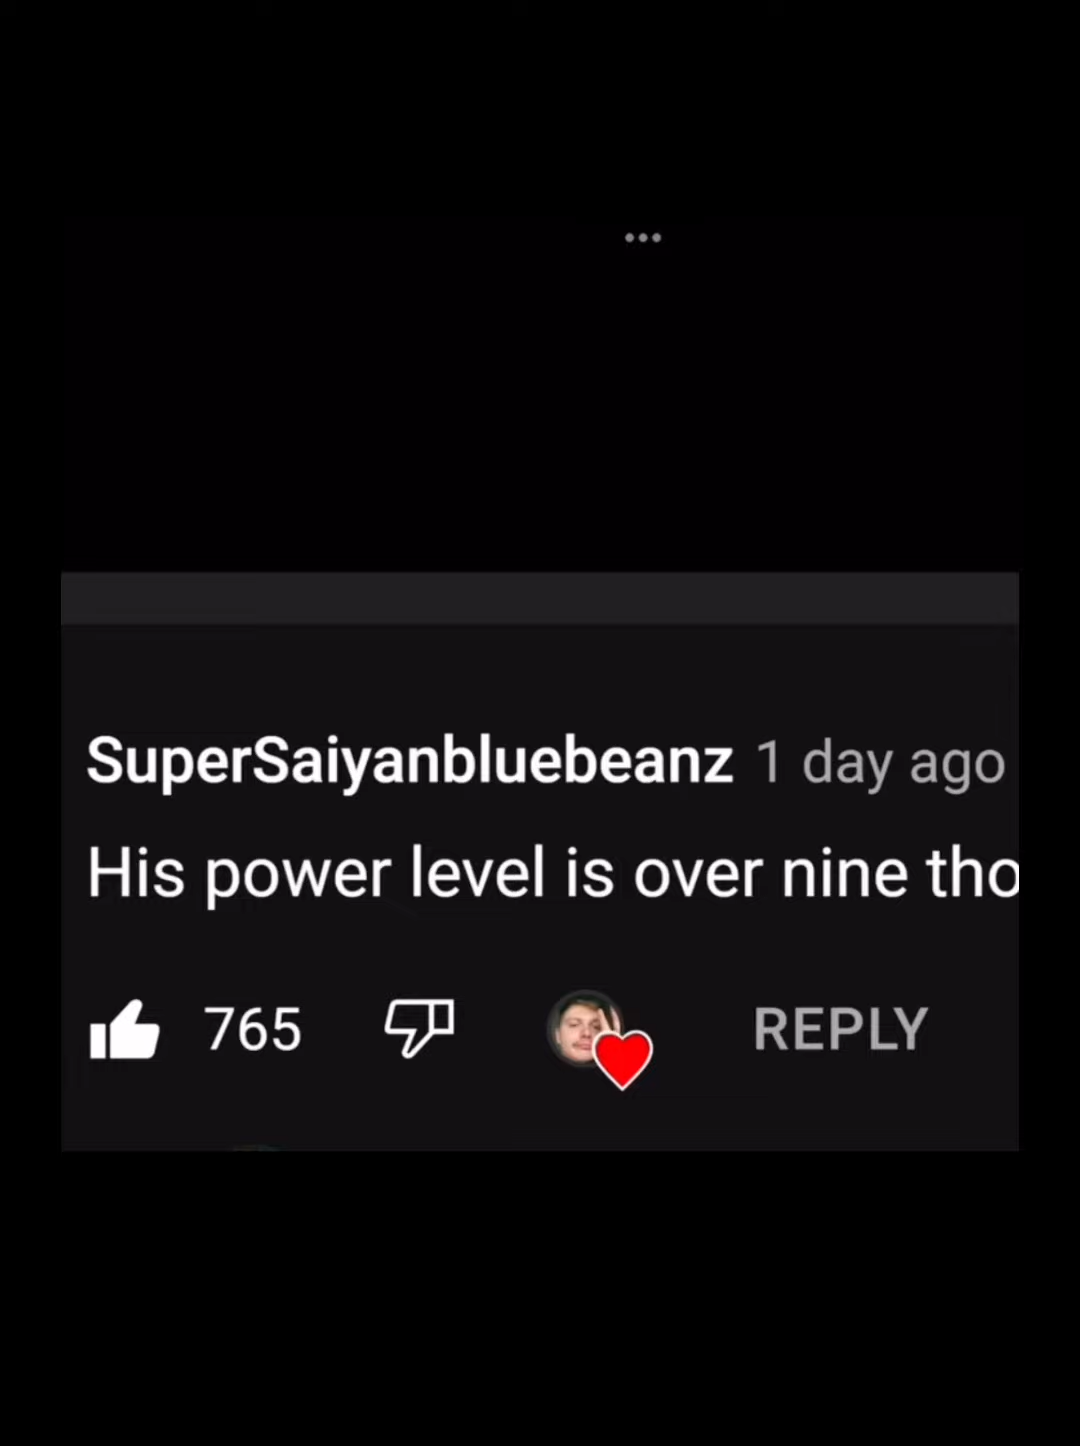 SuperSaiyanbluebeanz 1 day ago
His power level is over nine tho
765 REPLY